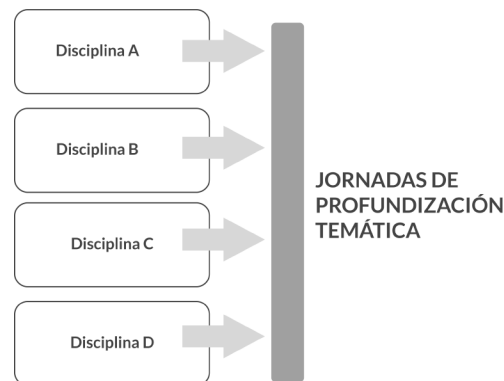 Disciplina A
Disciplina B
Disciplina C
Disciplina D
JORNADAS DE
PROFUNDIZACIÓN
TEMÁTICA